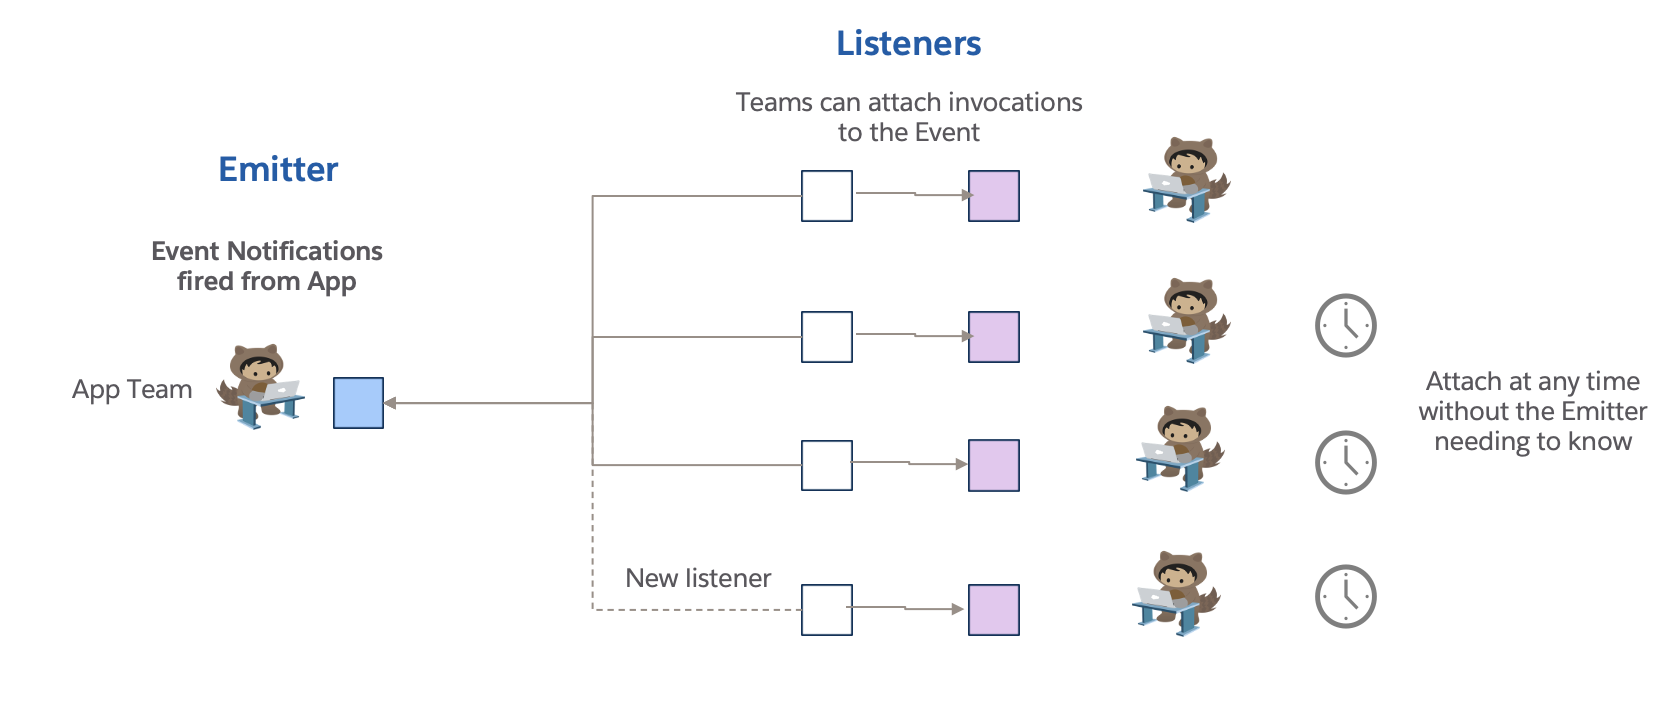 Listeners
Teams can attach invocations
to the Event
Emitter
Event Notifications
fired from App
App Team
Attach at any time
without the Emitter
needing to know
New listener